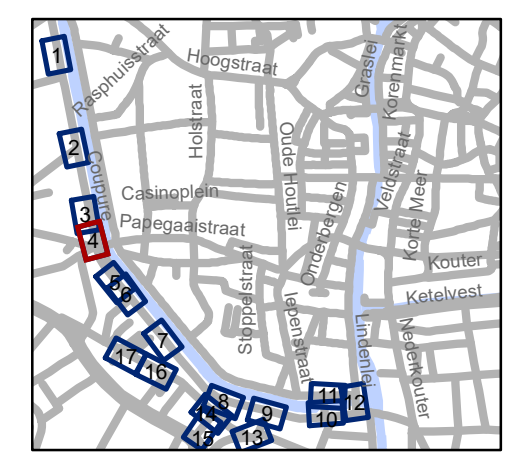 1
Rasphuisstraat
Hoogstraat
Graslei
Korenmarkt
2
Coupure
Holstraat
Oude Houtlei
Veldstraat
Casinoplein
Papegaaistraat
Onderbergen
Korte Meer
3
4
Kouter
Ketelvest
5
6
Stoppelstraat
Iepenstraat
Lindenlei
Nederkouter
7
17
16
8
14
15
9
13
11
10
12